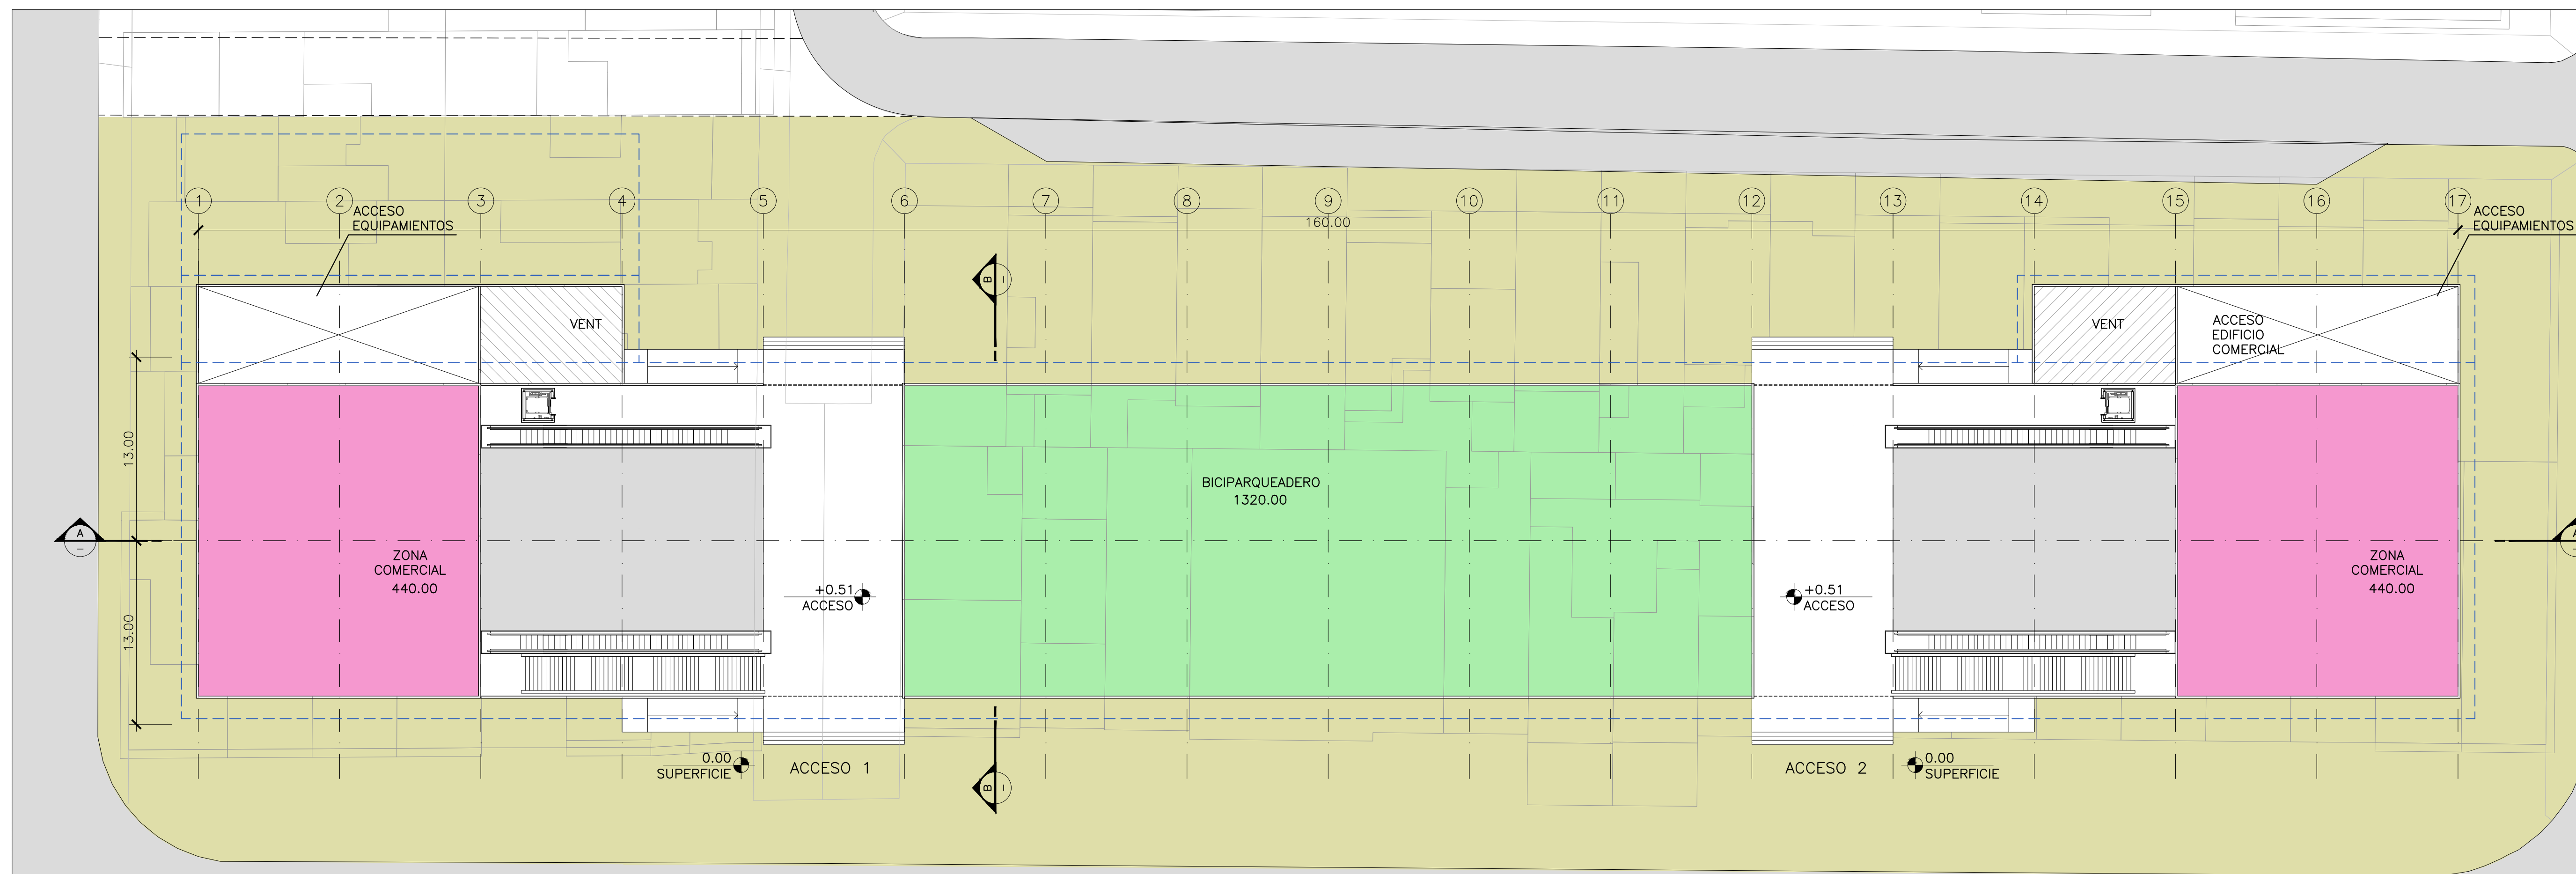 1 2 3 4 5 6 7 8 9 10 11 12 13 14 15 16 17
160.00
ACCESO
EQUIPAMIENTOS
ACCESO
EQUIPAMIENTOS
B
–
VENT
VENT
ACCESO
EDIFICIO
COMERCIAL
13.00
13.00
BICIPARQUEADERO
1320.00
A
–
ZONA
COMERCIAL
440.00
ZONA
COMERCIAL
440.00
+0.51
ACCESO
+0.51
ACCESO
0.00
SUPERFICIE
ACCESO 1
B
–
ACCESO 2
0.00
SUPERFICIE